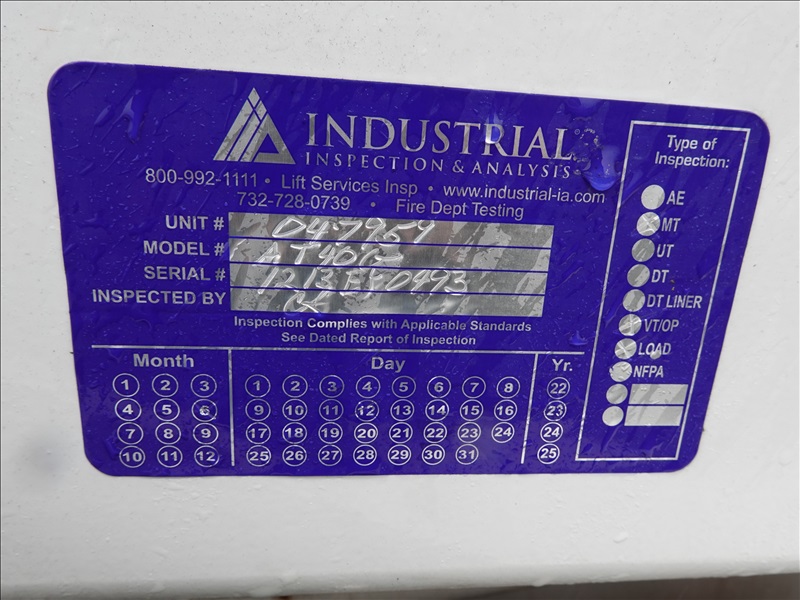 INDUSTRIAL
INSPECTION & ANALYSIS
800-992-1111 • Lift Services Insp • www.industrial-ia.com
732-728-0739 • Fire Dept Testing
UNIT #
MODEL # AT40G
SERIAL #
INSPECTED BY
Inspection Complies with Applicable Standards
See Dated Report of Inspection
Month
1 2 3
4 5 6
7 8 9
10 11 12
Day
1 2 3 4 5 6 7 8
9 10 11 12 13 14 15 16
17 18 19 20 21 22 23 24
25 26 27 28 29 30 31
Yr.
22
23
24
25
Type of
Inspection:
AE
MT
UT
DT
DT LINER
VT/OP
LOAD
NFPA